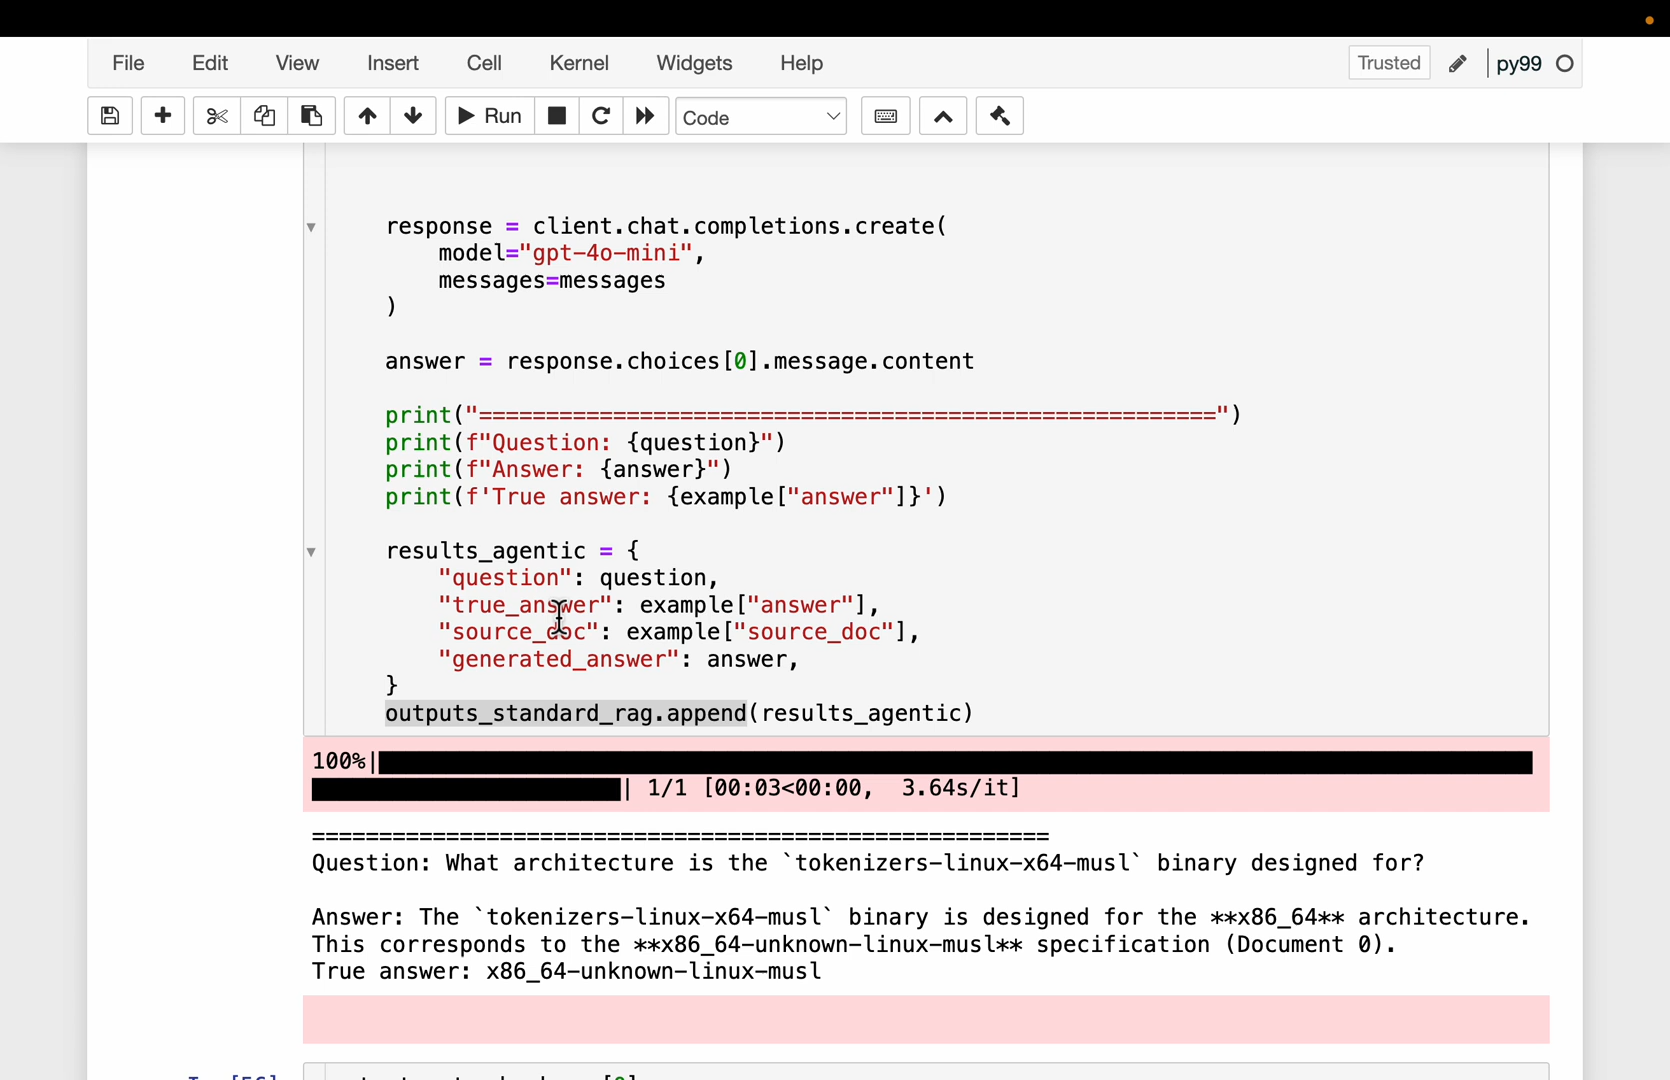 File Edit View Insert Cell Kernel Widgets Help Trusted py99
Run Code
response = client.chat.completions.create(
model="gpt-4o-mini",
messages=messages
)
answer = response.choices[0].message.content
print("=======================================================")
print(f"Question: {question}")
print(f"Answer: {answer}")
print(f'True answer: {example["answer"]}')
results_agentic = {
"question": question,
"true_answer": example["answer"],
"source_doc": example["source_doc"],
"generated_answer": answer,
}
outputs_standard_rag.append(results_agentic)
100%|
| 1/1 [00:03<00:00, 3.64s/it]
=======================================================
Question: What architecture is the `tokenizers-linux-x64-musl` binary designed for?
Answer: The `tokenizers-linux-x64-musl` binary is designed for the **x86_64** architecture.
This corresponds to the **x86_64-unknown-linux-musl** specification (Document 0).
True answer: x86_64-unknown-linux-musl